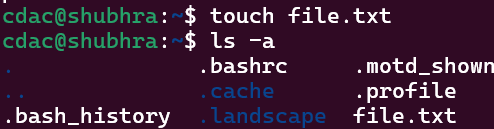 cdac@shubhra:~$ touch file.txt
cdac@shubhra:~$ ls -a
. .bashrc .motd_shown
.. .cache .profile
.bash_history .landscape file.txt